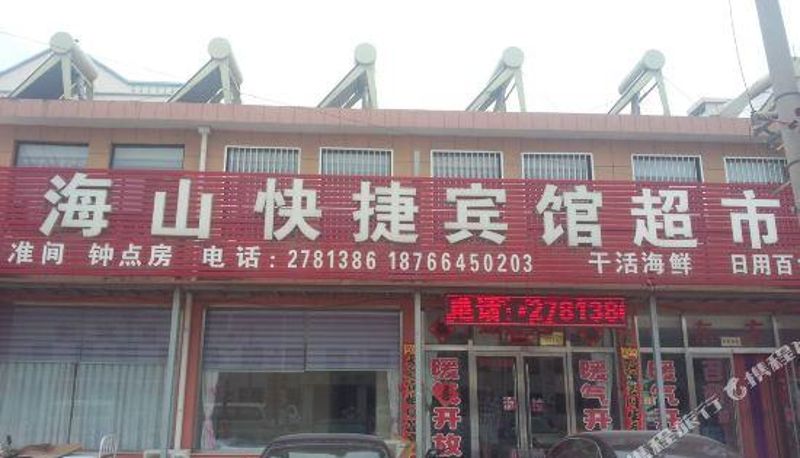 海山快捷宾馆超市
准间 钟点房 电话：2781386 18766450203 干活海鲜 日用百
电话:2781386
暖气开放
暖气开
暖气开
携程旅行